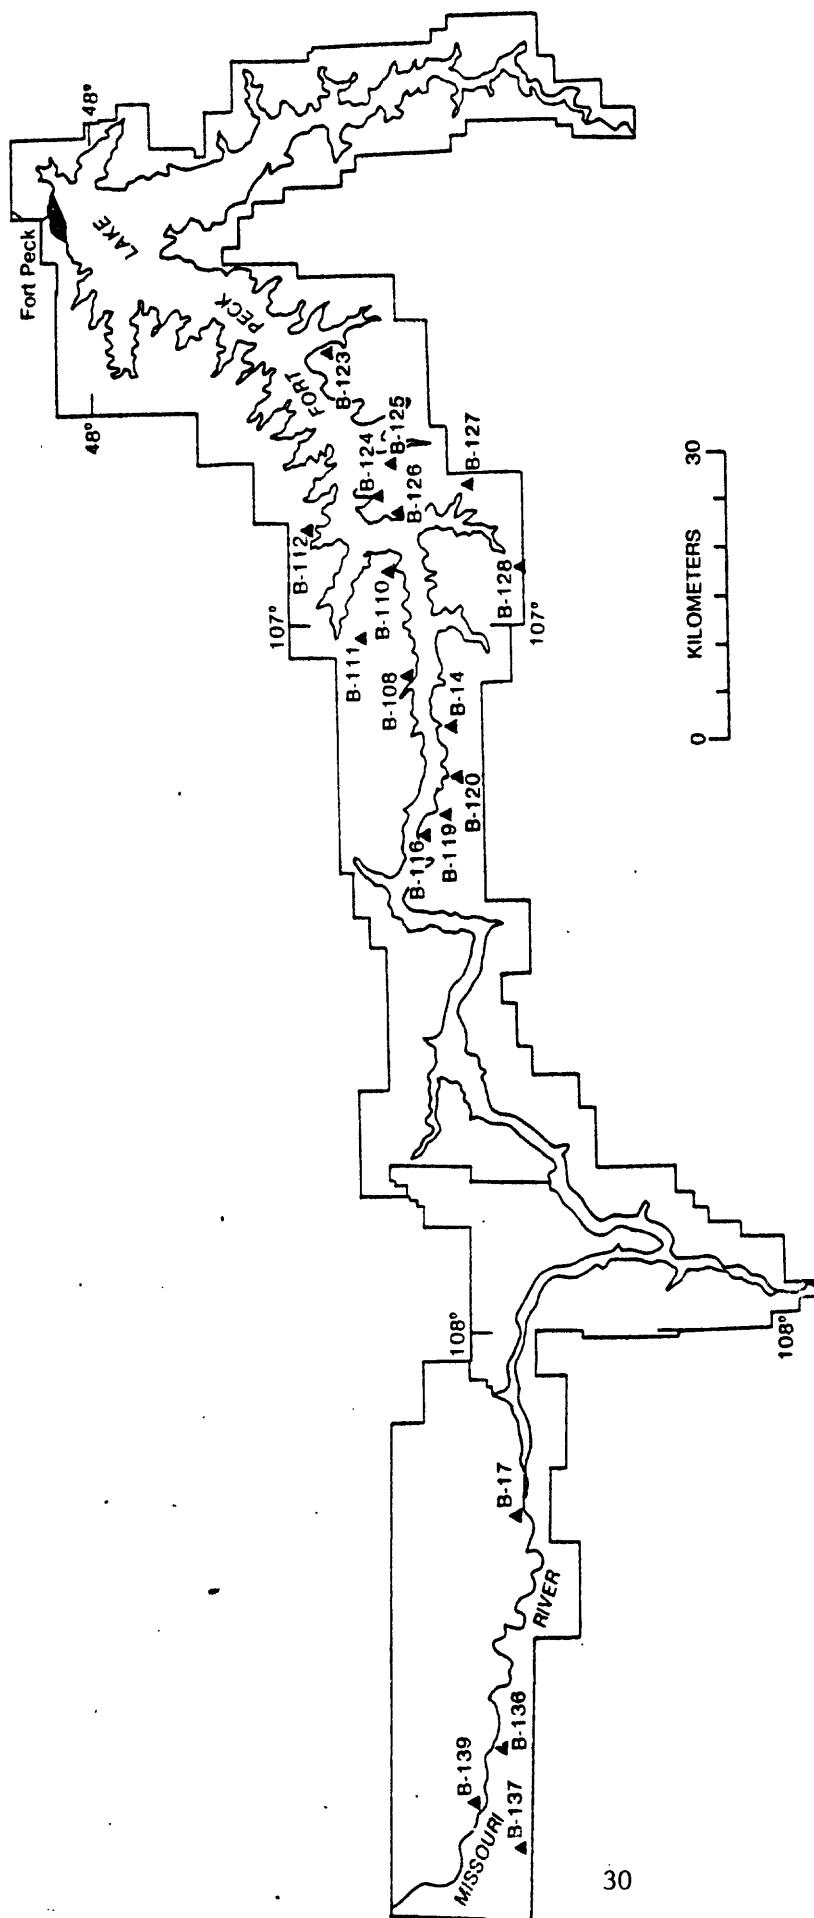 Fort Peck
48°
48°
LAKE
PECK
FORT
B-123
B-124
B-125
B-126
B-127
B-112
B-110
B-128
107°
107°
B-111
B-108
B-14
B-120
B-119
B-116
KILOMETERS
0
30
108°
108°
B-17
RIVER
B-136
B-139
B-137
MISSOURI
30